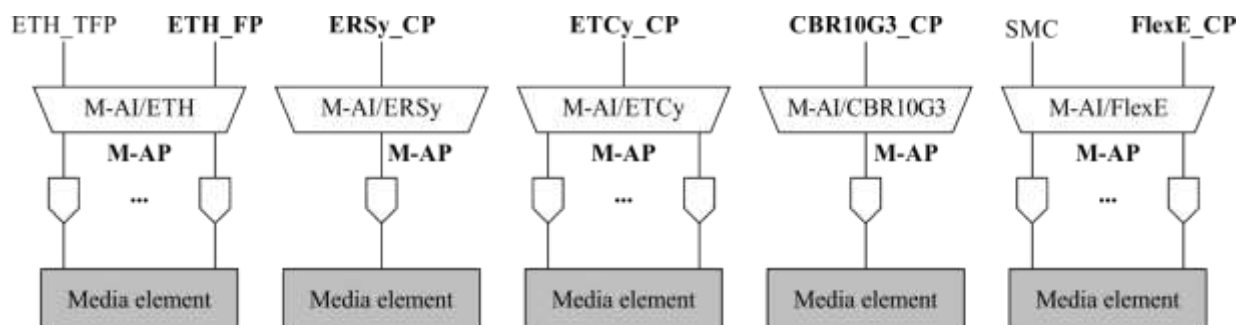 ETH_TFP ETH_FP ERSy_CP ETCy_CP CBR10G3_CP SMC FlexE_CP
M-AI/ETH M-AI/ERSy M-AI/ETCy M-AI/CBR10G3 M-AI/FlexE
M-AP M-AP M-AP M-AP M-AP
... ... ...
Media element Media element Media element Media element Media element